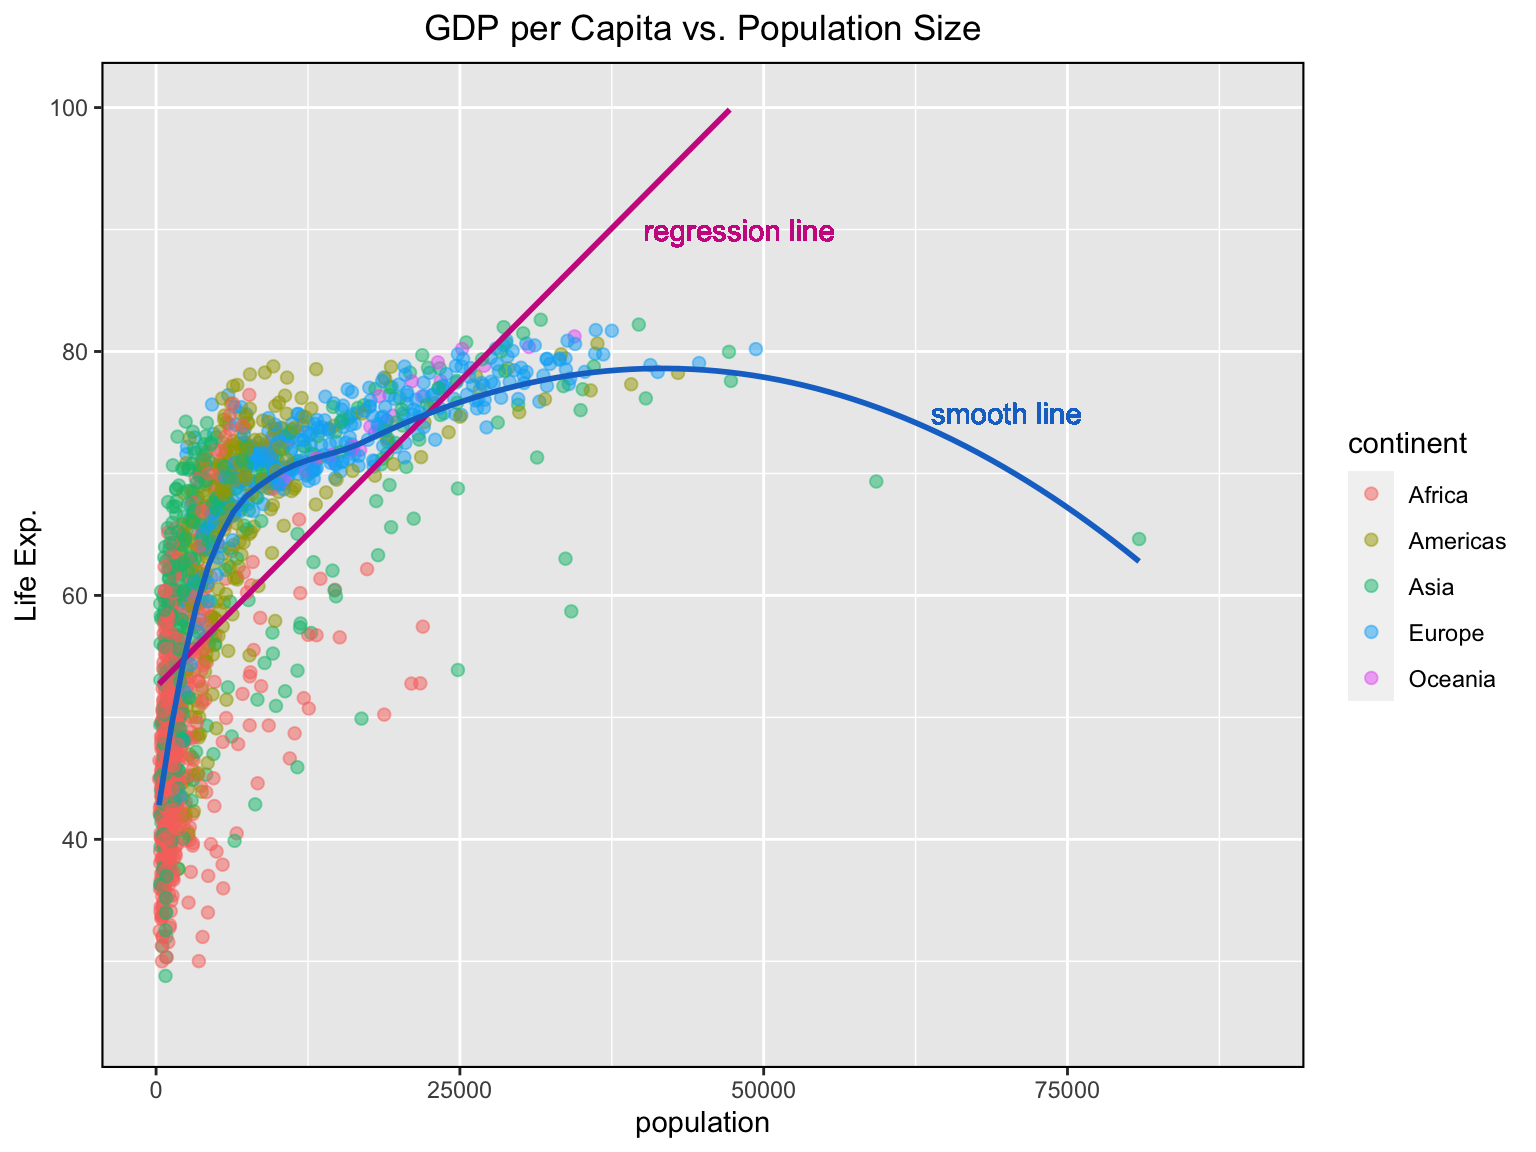 GDP per Capita vs. Population Size
Life Exp.
100
80
60
40
regression line
smooth line
0
25000
50000
75000
population
continent
Africa
Americas
Asia
Europe
Oceania